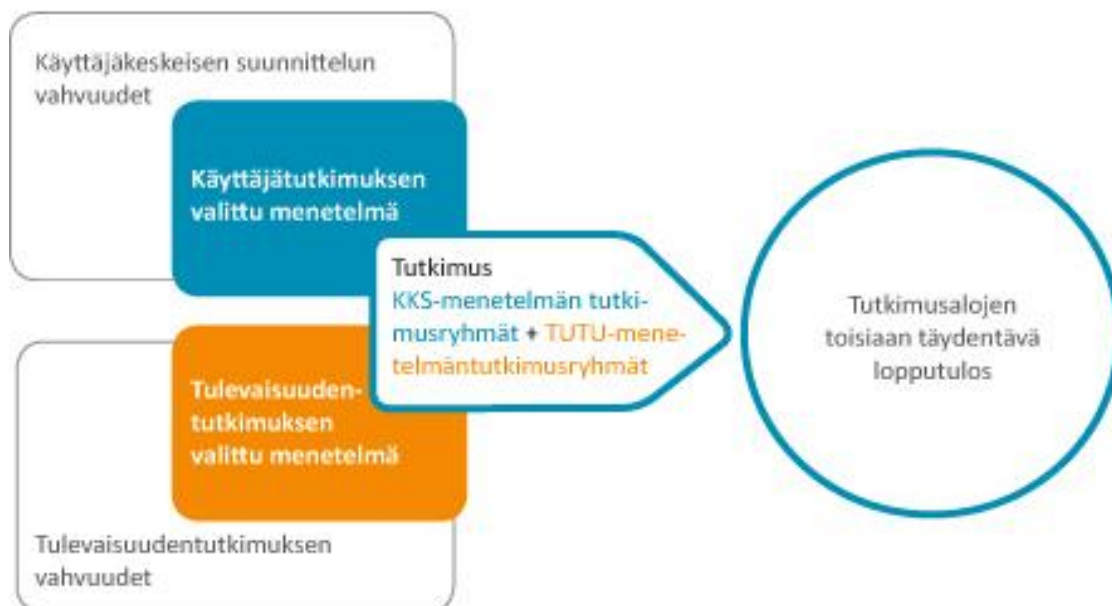 Käyttäjäkeskeisen suunnittelun
vahvuudet
Käyttäjätutkimuksen
valittu menetelmä
Tutkimus
KKS-menetelmän tutki-
musryhmät + TUTU-mene-
telmäntutkimusryhmät
Tulevaisuuden-
tutkimuksen
valittu menetelmä
Tulevaisuudentutkimuksen
vahvuudet
Tutkimusalojen
toisiaan täydentävä
lopputulos